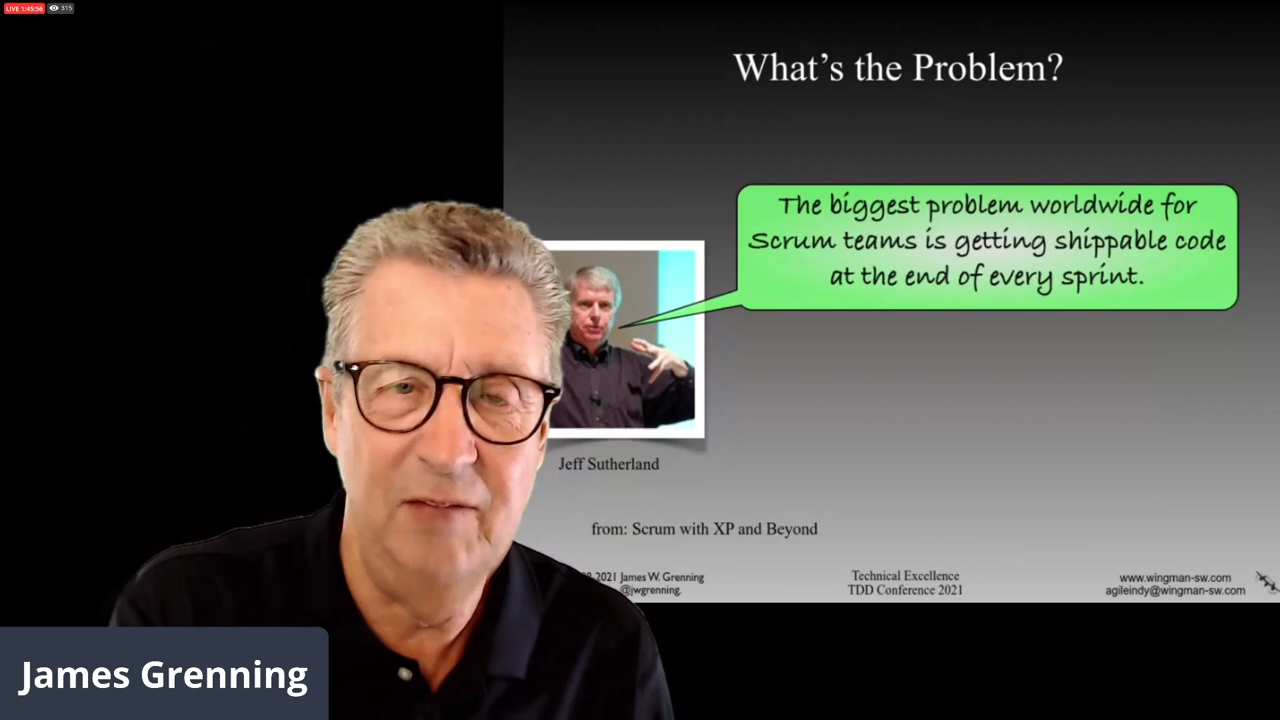 LIVE 1:45:56 315
What's the Problem?
The biggest problem worldwide for
Scrum teams is getting shippable code
at the end of every sprint.
Jeff Sutherland
from: Scrum with XP and Beyond
2021 James W. Grenning
@jwgrenning.
Technical Excellence
TDD Conference 2021
www.wingman-sw.com
agileindy@wingman-sw.com
James Grenning